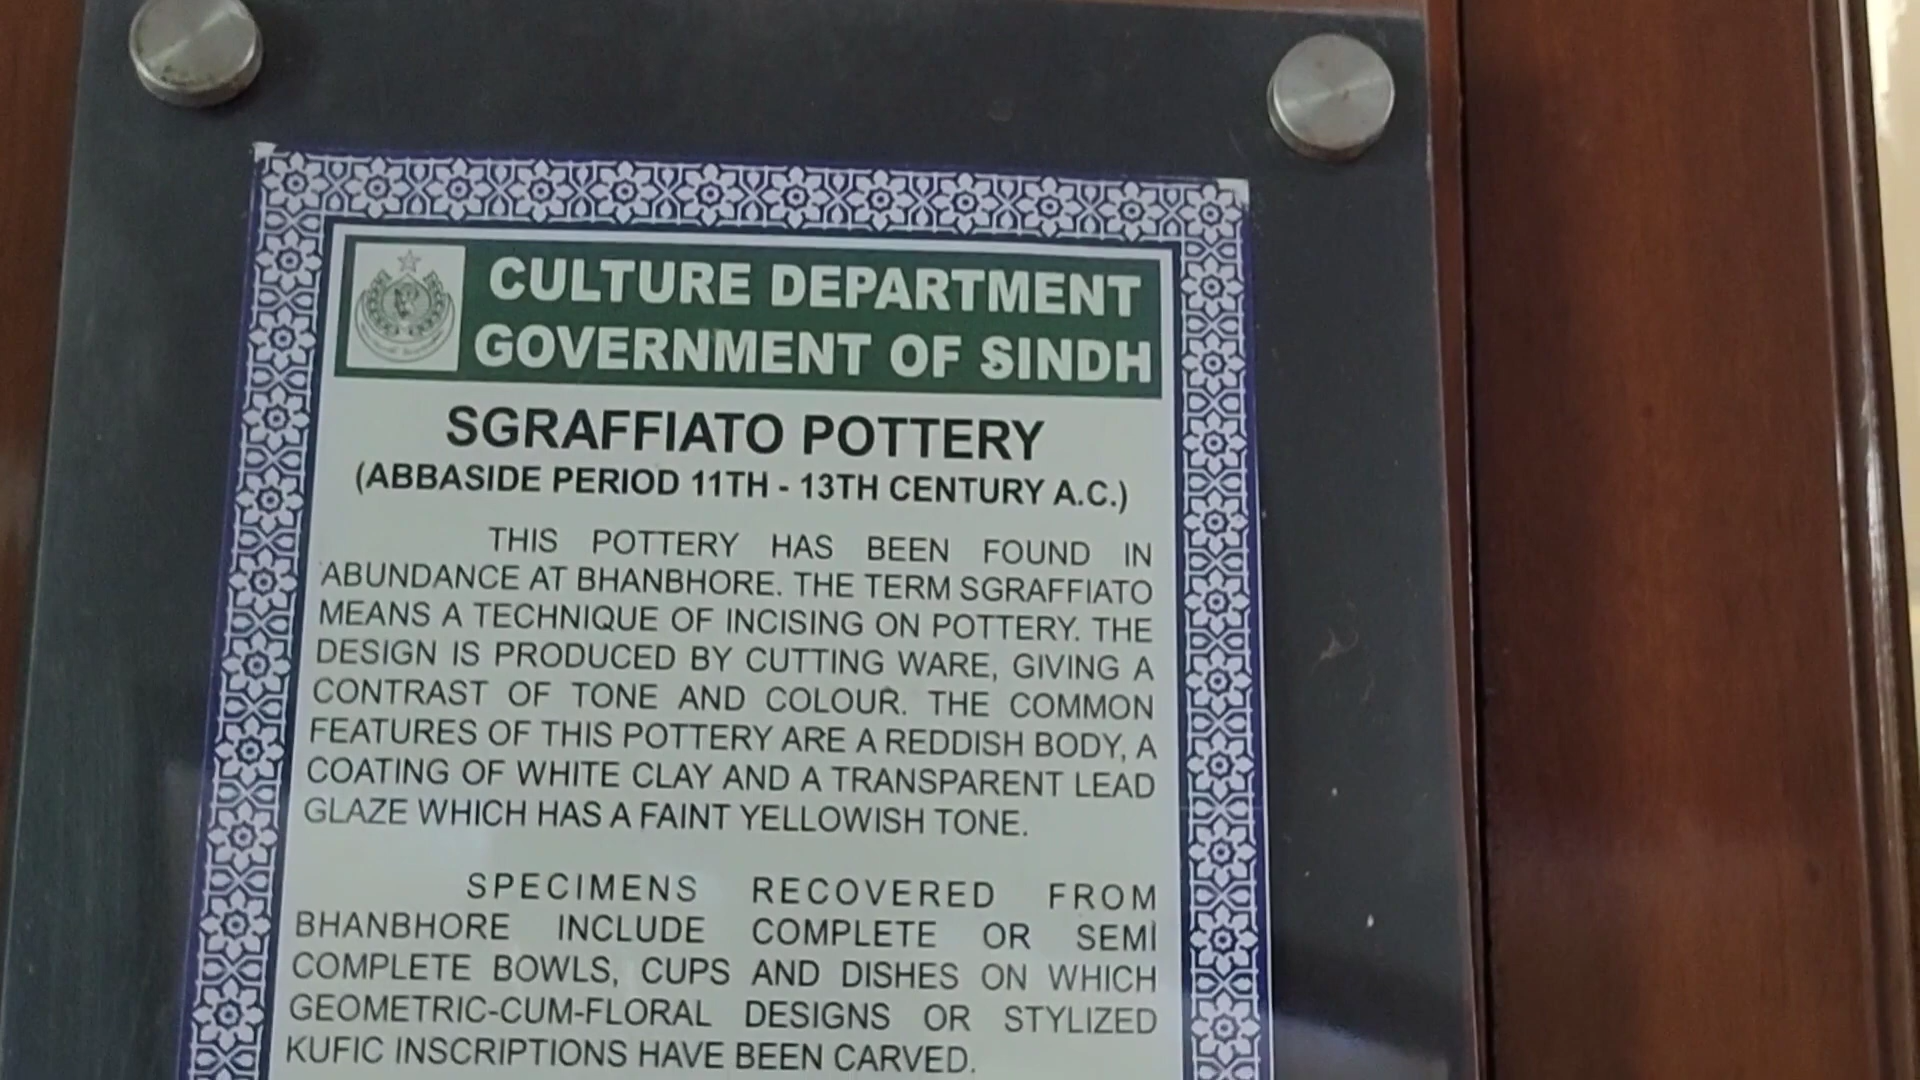 CULTURE DEPARTMENT
GOVERNMENT OF SINDH
SGRAFFIATO POTTERY
(ABBASIDE PERIOD 11TH - 13TH CENTURY A.C.)
THIS POTTERY HAS BEEN FOUND IN
ABUNDANCE AT BHANBHORE. THE TERM SGRAFFIATO
MEANS A TECHNIQUE OF INCISING ON POTTERY. THE
DESIGN IS PRODUCED BY CUTTING WARE, GIVING A
CONTRAST OF TONE AND COLOUR. THE COMMON
FEATURES OF THIS POTTERY ARE A REDDISH BODY, A
COATING OF WHITE CLAY AND A TRANSPARENT LEAD
GLAZE WHICH HAS A FAINT YELLOWISH TONE.
SPECIMENS RECOVERED FROM
BHANBHORE INCLUDE COMPLETE OR SEMI
COMPLETE BOWLS, CUPS AND DISHES ON WHICH
GEOMETRIC-CUM-FLORAL DESIGNS OR STYLIZED
KUFIC INSCRIPTIONS HAVE BEEN CARVED.